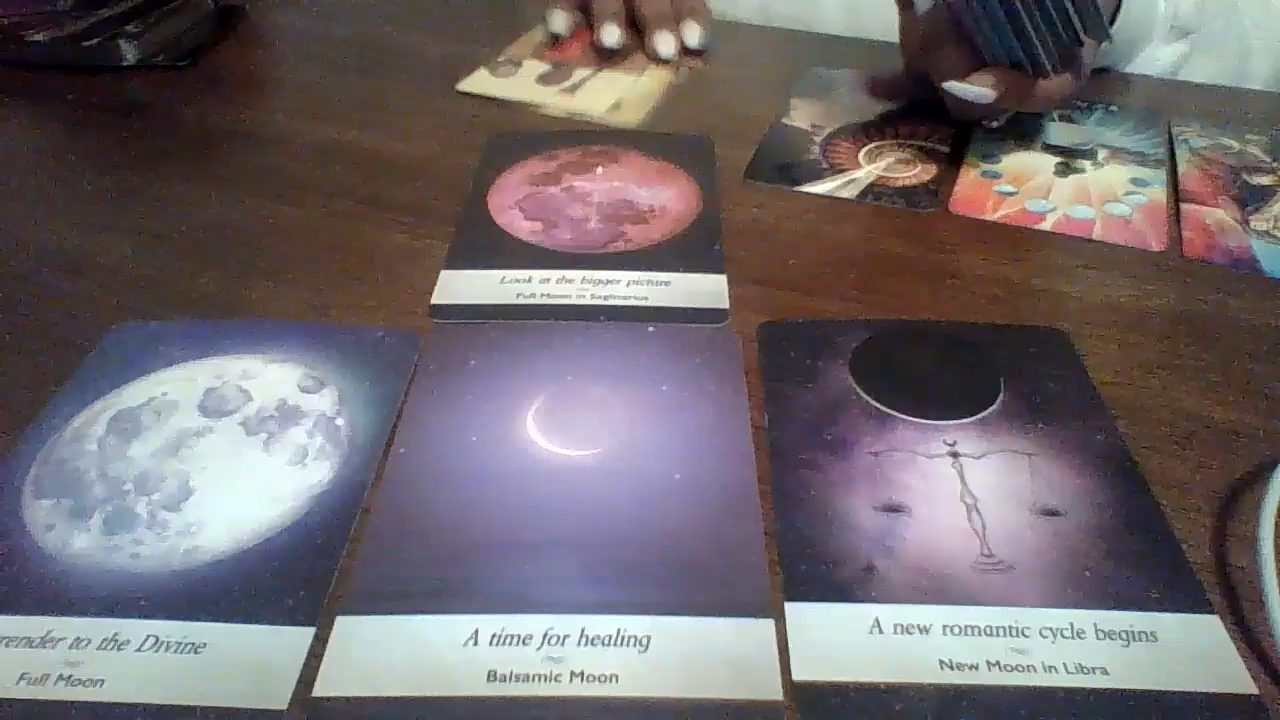 Look at the bigger picture
Full Moon in Sagittarius
render to the Divine
Full Moon
A time for healing
Balsamic Moon
A new romantic cycle begins
New Moon in Libra